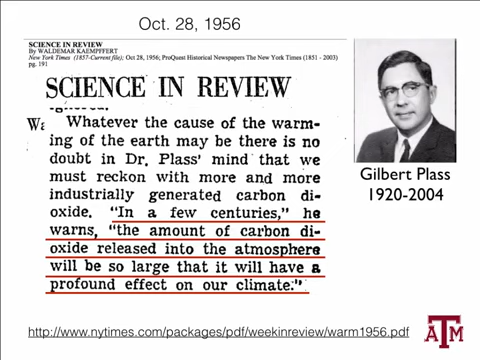 Oct. 28, 1956
SCIENCE IN REVIEW
By WALDEMAR KAEMPFFERT
New York Times (1857-Current file); Oct 28, 1956; ProQuest Historical Newspapers The New York Times (1851 - 2003)
pg. 191
SCIENCE IN REVIEW
Wa
Whatever the cause of the warm-
ing of the earth may be there is no
doubt in Dr. Plass' mind that we
must reckon with more and more
industrially generated carbon di-
oxide. "In a few centuries," he
warns, "the amount of carbon di-
oxide released into the atmosphere
will be so large that it will have a
profound effect on our climate."
Gilbert Plass
1920-2004
http://www.nytimes.com/packages/pdf/weekinreview/warm1956.pdf
ATM